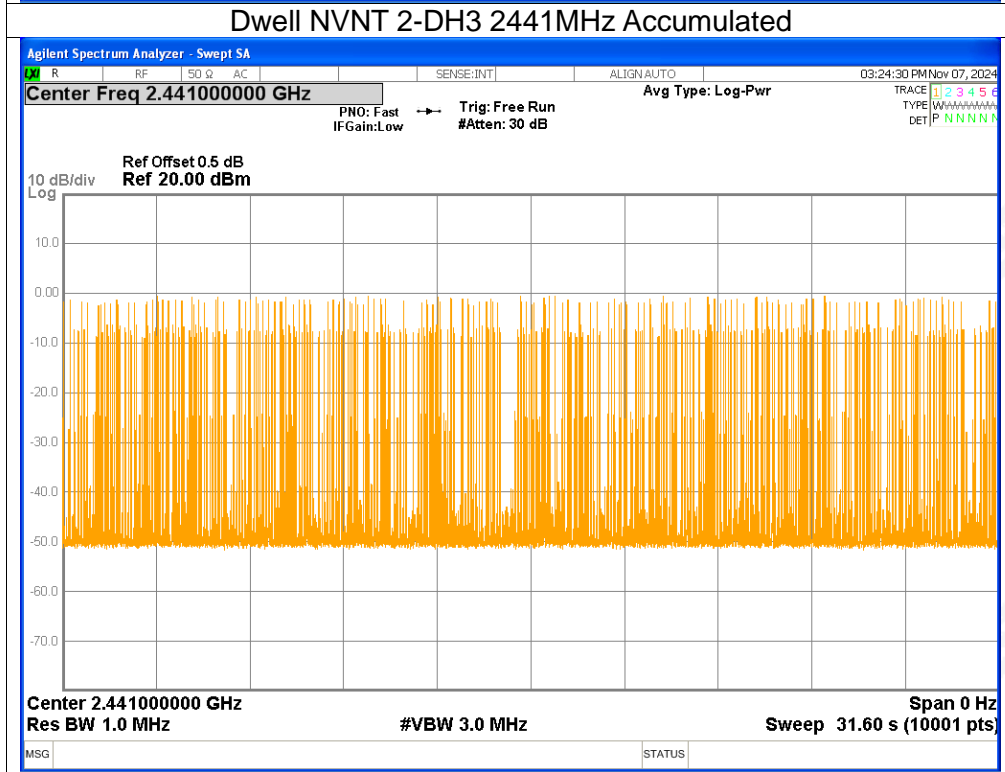 Dwell NVNT 2-DH3 2441MHz Accumulated
Agilent Spectrum Analyzer - Swept SA
LXI R RF 50 Ω AC SENSE:INT ALIGN AUTO 03:24:30 PM Nov 07, 2024
Center Freq 2.441000000 GHz
PNO: Fast
IFGain:Low
Trig: Free Run
#Atten: 30 dB
Avg Type: Log-Pwr
TRACE 1 2 3 4 5 6
TYPE
DET P N N N N N
Ref Offset 0.5 dB
10 dB/div Ref 20.00 dBm
Log
10.0
0.00
-10.0
-20.0
-30.0
-40.0
-50.0
-60.0
-70.0
Center 2.441000000 GHz Span 0 Hz
Res BW 1.0 MHz #VBW 3.0 MHz Sweep 31.60 s (10001 pts)
MSG STATUS